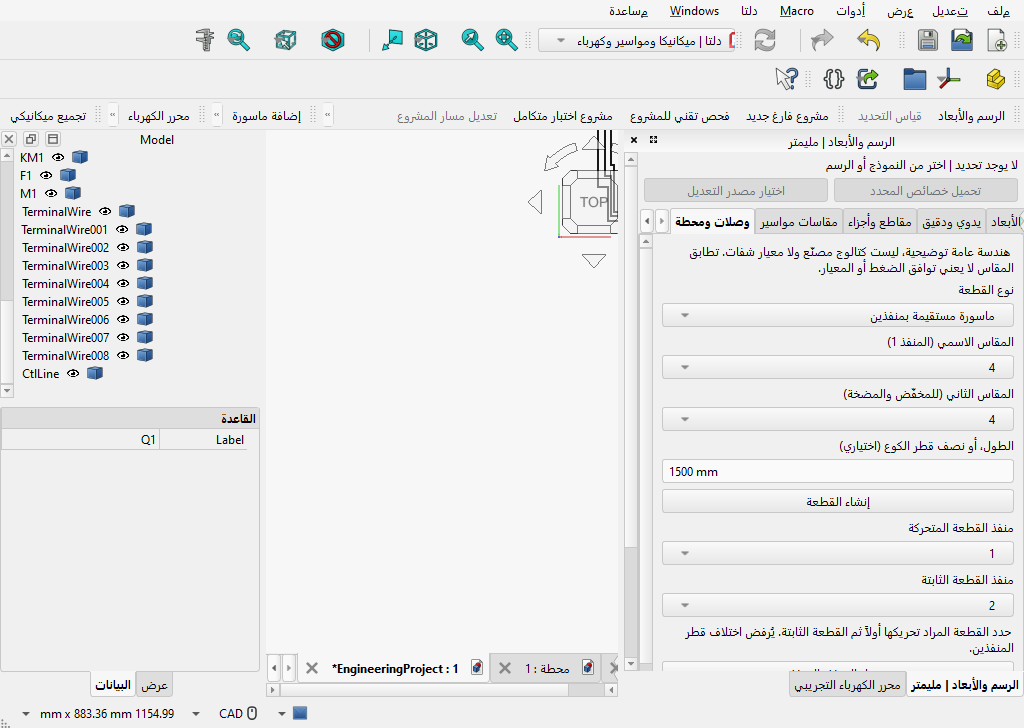 ملف
تعديل
عرض
أدوات
Macro
دلتا
Windows
مساعدة
دلتا | ميكانيكا ومواسير وكهرباء
الرسم والأبعاد
قياس التحديد
مشروع فارغ جديد
فحص تقني للمشروع
مشروع اختبار متكامل
تعديل مسار المشروع
إضافة ماسورة
محرر الكهرباء
تجميع ميكانيكي
Model
KM1
F1
M1
TerminalWire
TerminalWire001
TerminalWire002
TerminalWire003
TerminalWire004
TerminalWire005
TerminalWire006
TerminalWire007
TerminalWire008
CtlLine
القاعدة
Label
Q1
عرض
البيانات
TOP
EngineeringProject : 1*
محطة : 1
الرسم والأبعاد | مليمتر
لا يوجد تحديد | اختر من النموذج أو الرسم
تحميل خصائص المحدد
اختيار مصدر التعديل
الأبعاد
يدوي ودقيق
مقاطع وأجزاء
مقاسات مواسير
وصلات ومحطة
هندسة عامة توضيحية، ليست كتالوج مصنّع ولا معيار شفات. تطابق
المقاس لا يعني توافق الضغط أو المعيار.
نوع القطعة
ماسورة مستقيمة بمنفذين
المقاس الاسمي (المنفذ 1)
4
المقاس الثاني (للمخفّض والمضخة)
4
الطول، أو نصف قطر الكوع (اختياري)
1500 mm
إنشاء القطعة
منفذ القطعة المتحركة
1
منفذ القطعة الثابتة
2
حدد القطعة المراد تحريكها أولاً ثم القطعة الثابتة. يُرفض اختلاف قطر
المنفذين.
الرسم والأبعاد | مليمتر
محرر الكهرباء التجريبي
CAD
mm x 883.36 mm 1154.99